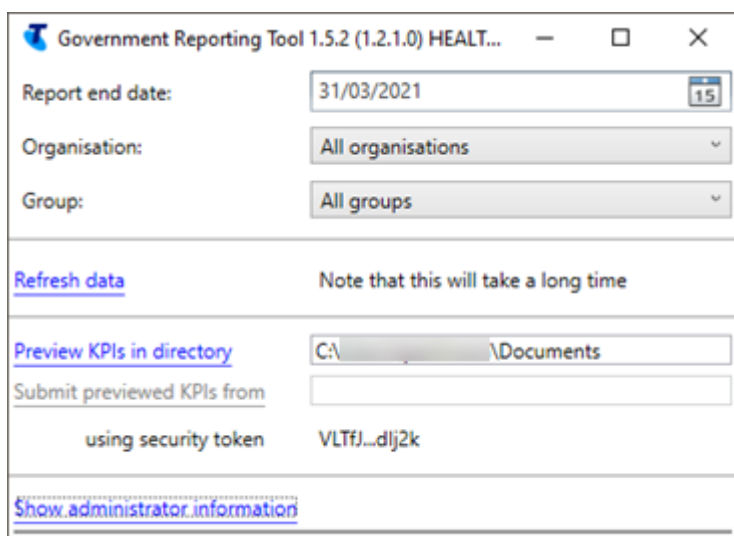 Government Reporting Tool 1.5.2 (1.2.1.0) HEALT...
Report end date: 31/03/2021 15
Organisation: All organisations
Group: All groups
Refresh data Note that this will take a long time
Preview KPIs in directory C:\ \Documents
Submit previewed KPIs from
using security token VLTfJ...dIj2k
Show administrator information